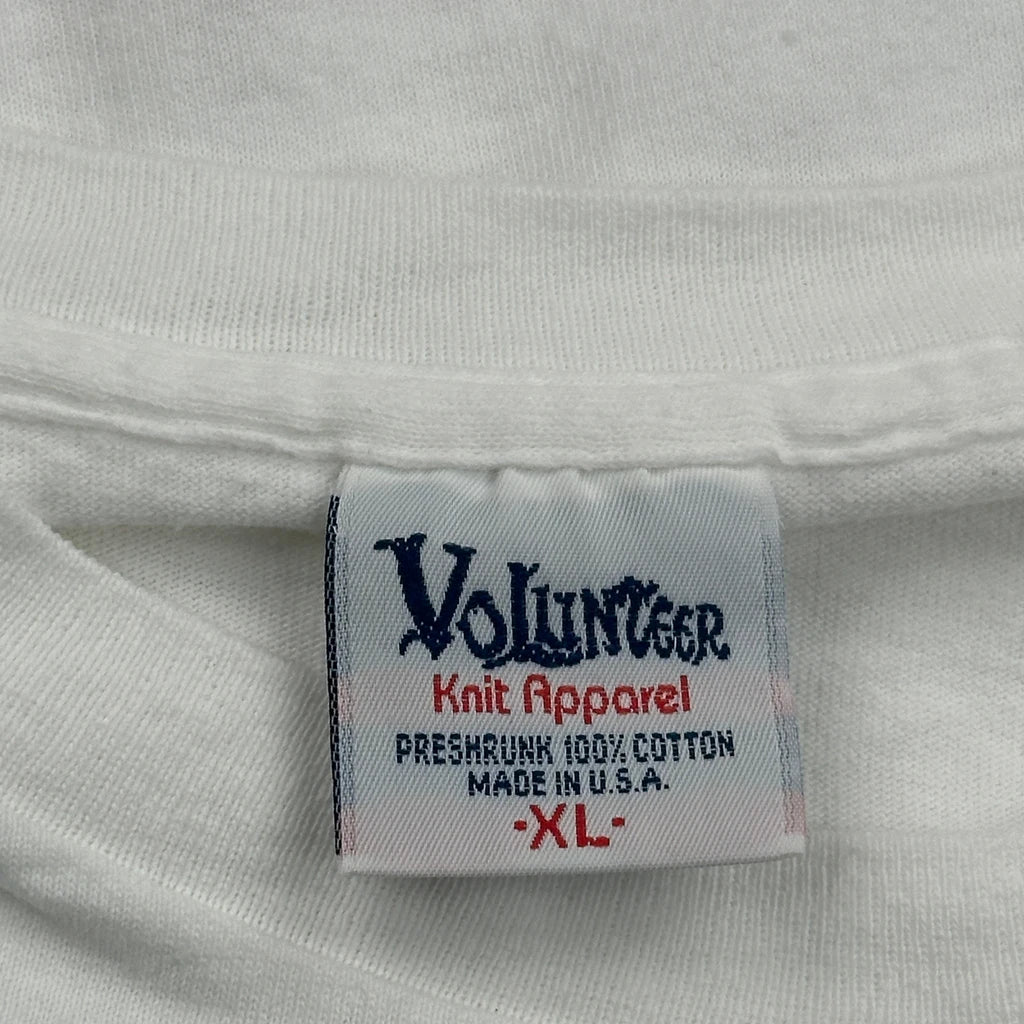 VOLUNTEER
Knit Apparel
PRESHRUNK 100% COTTON
MADE IN U.S.A.
-XL-